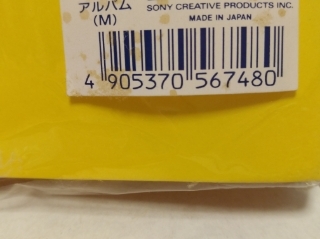 アルバム
(M)
SONY CREATIVE PRODUCTS INC.
MADE IN JAPAN
4 905370 567480